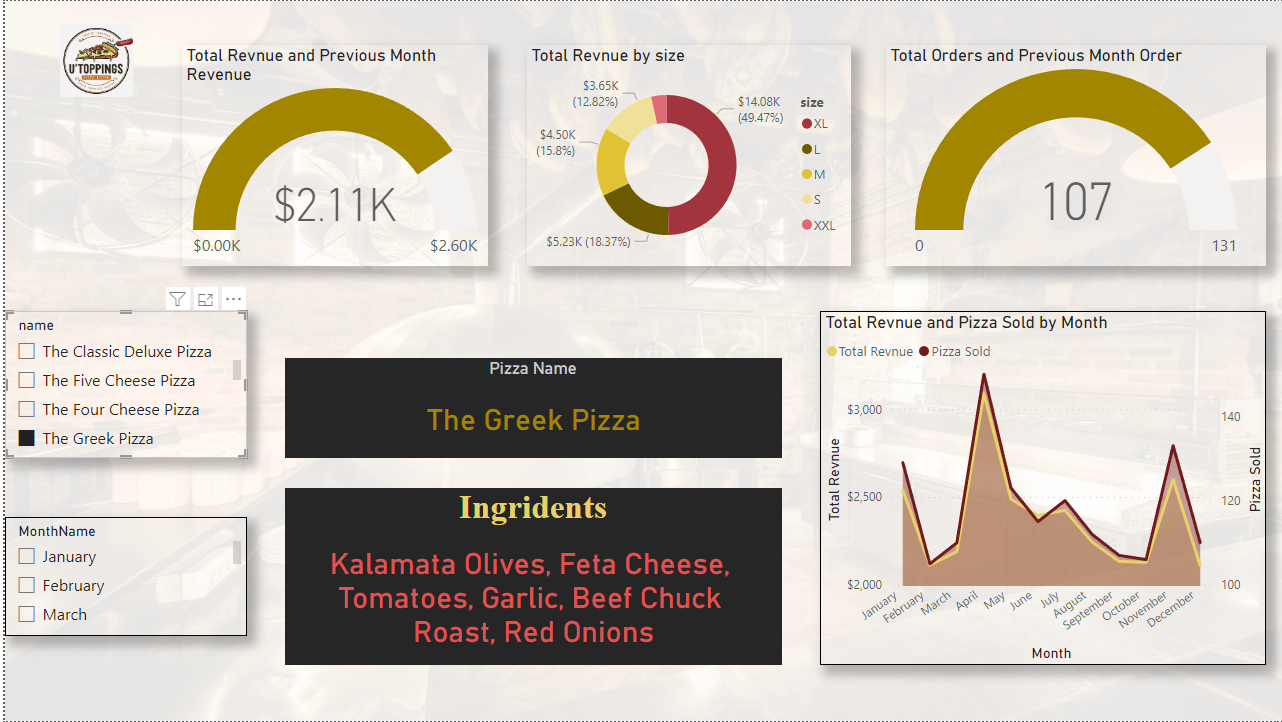 U'TOPPINGS
Total Revnue and Previous Month
Revenue
$2.11K
$0.00K
$2.60K
Total Revnue by size
$3.65K
(12.82%)
$4.50K
(15.8%)
$5.23K (18.37%)
$14.08K
(49.47%)
size
XL
L
M
S
XXL
Total Orders and Previous Month Order
107
0
131
name
The Classic Deluxe Pizza
The Five Cheese Pizza
The Four Cheese Pizza
The Greek Pizza
MonthName
January
February
March
Pizza Name
The Greek Pizza
Ingridents
Kalamata Olives, Feta Cheese,
Tomatoes, Garlic, Beef Chuck
Roast, Red Onions
Total Revnue and Pizza Sold by Month
Total Revnue Pizza Sold
Total Revnue
$3,000
$2,500
$2,000
140
120
100
Pizza Sold
January
February
March
April
May
June
July
August
September
October
November
December
Month